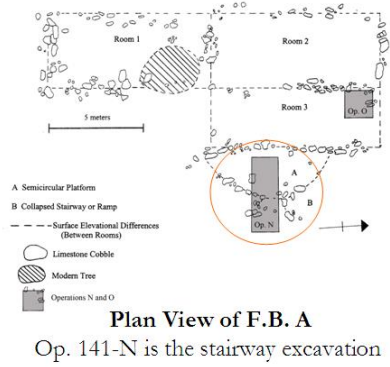 Room 1
Room 2
Room 3
Op. O
5 meters
A
B
Op. N
A Semicircular Platform
B Collapsed Stairway or Ramp
Surface Elevational Differences
(Between Rooms)
Limestone Cobble
Modern Tree
Operations N and O
Plan View of F.B. A
Op. 141-N is the stairway excavation